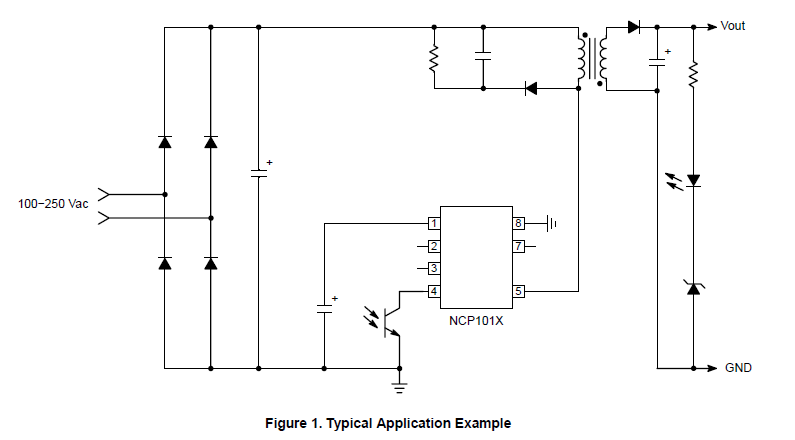 Vout
+
+
100−250 Vac
1
8
2
7
3
+
4
5
NCP101X
GND
Figure 1. Typical Application Example